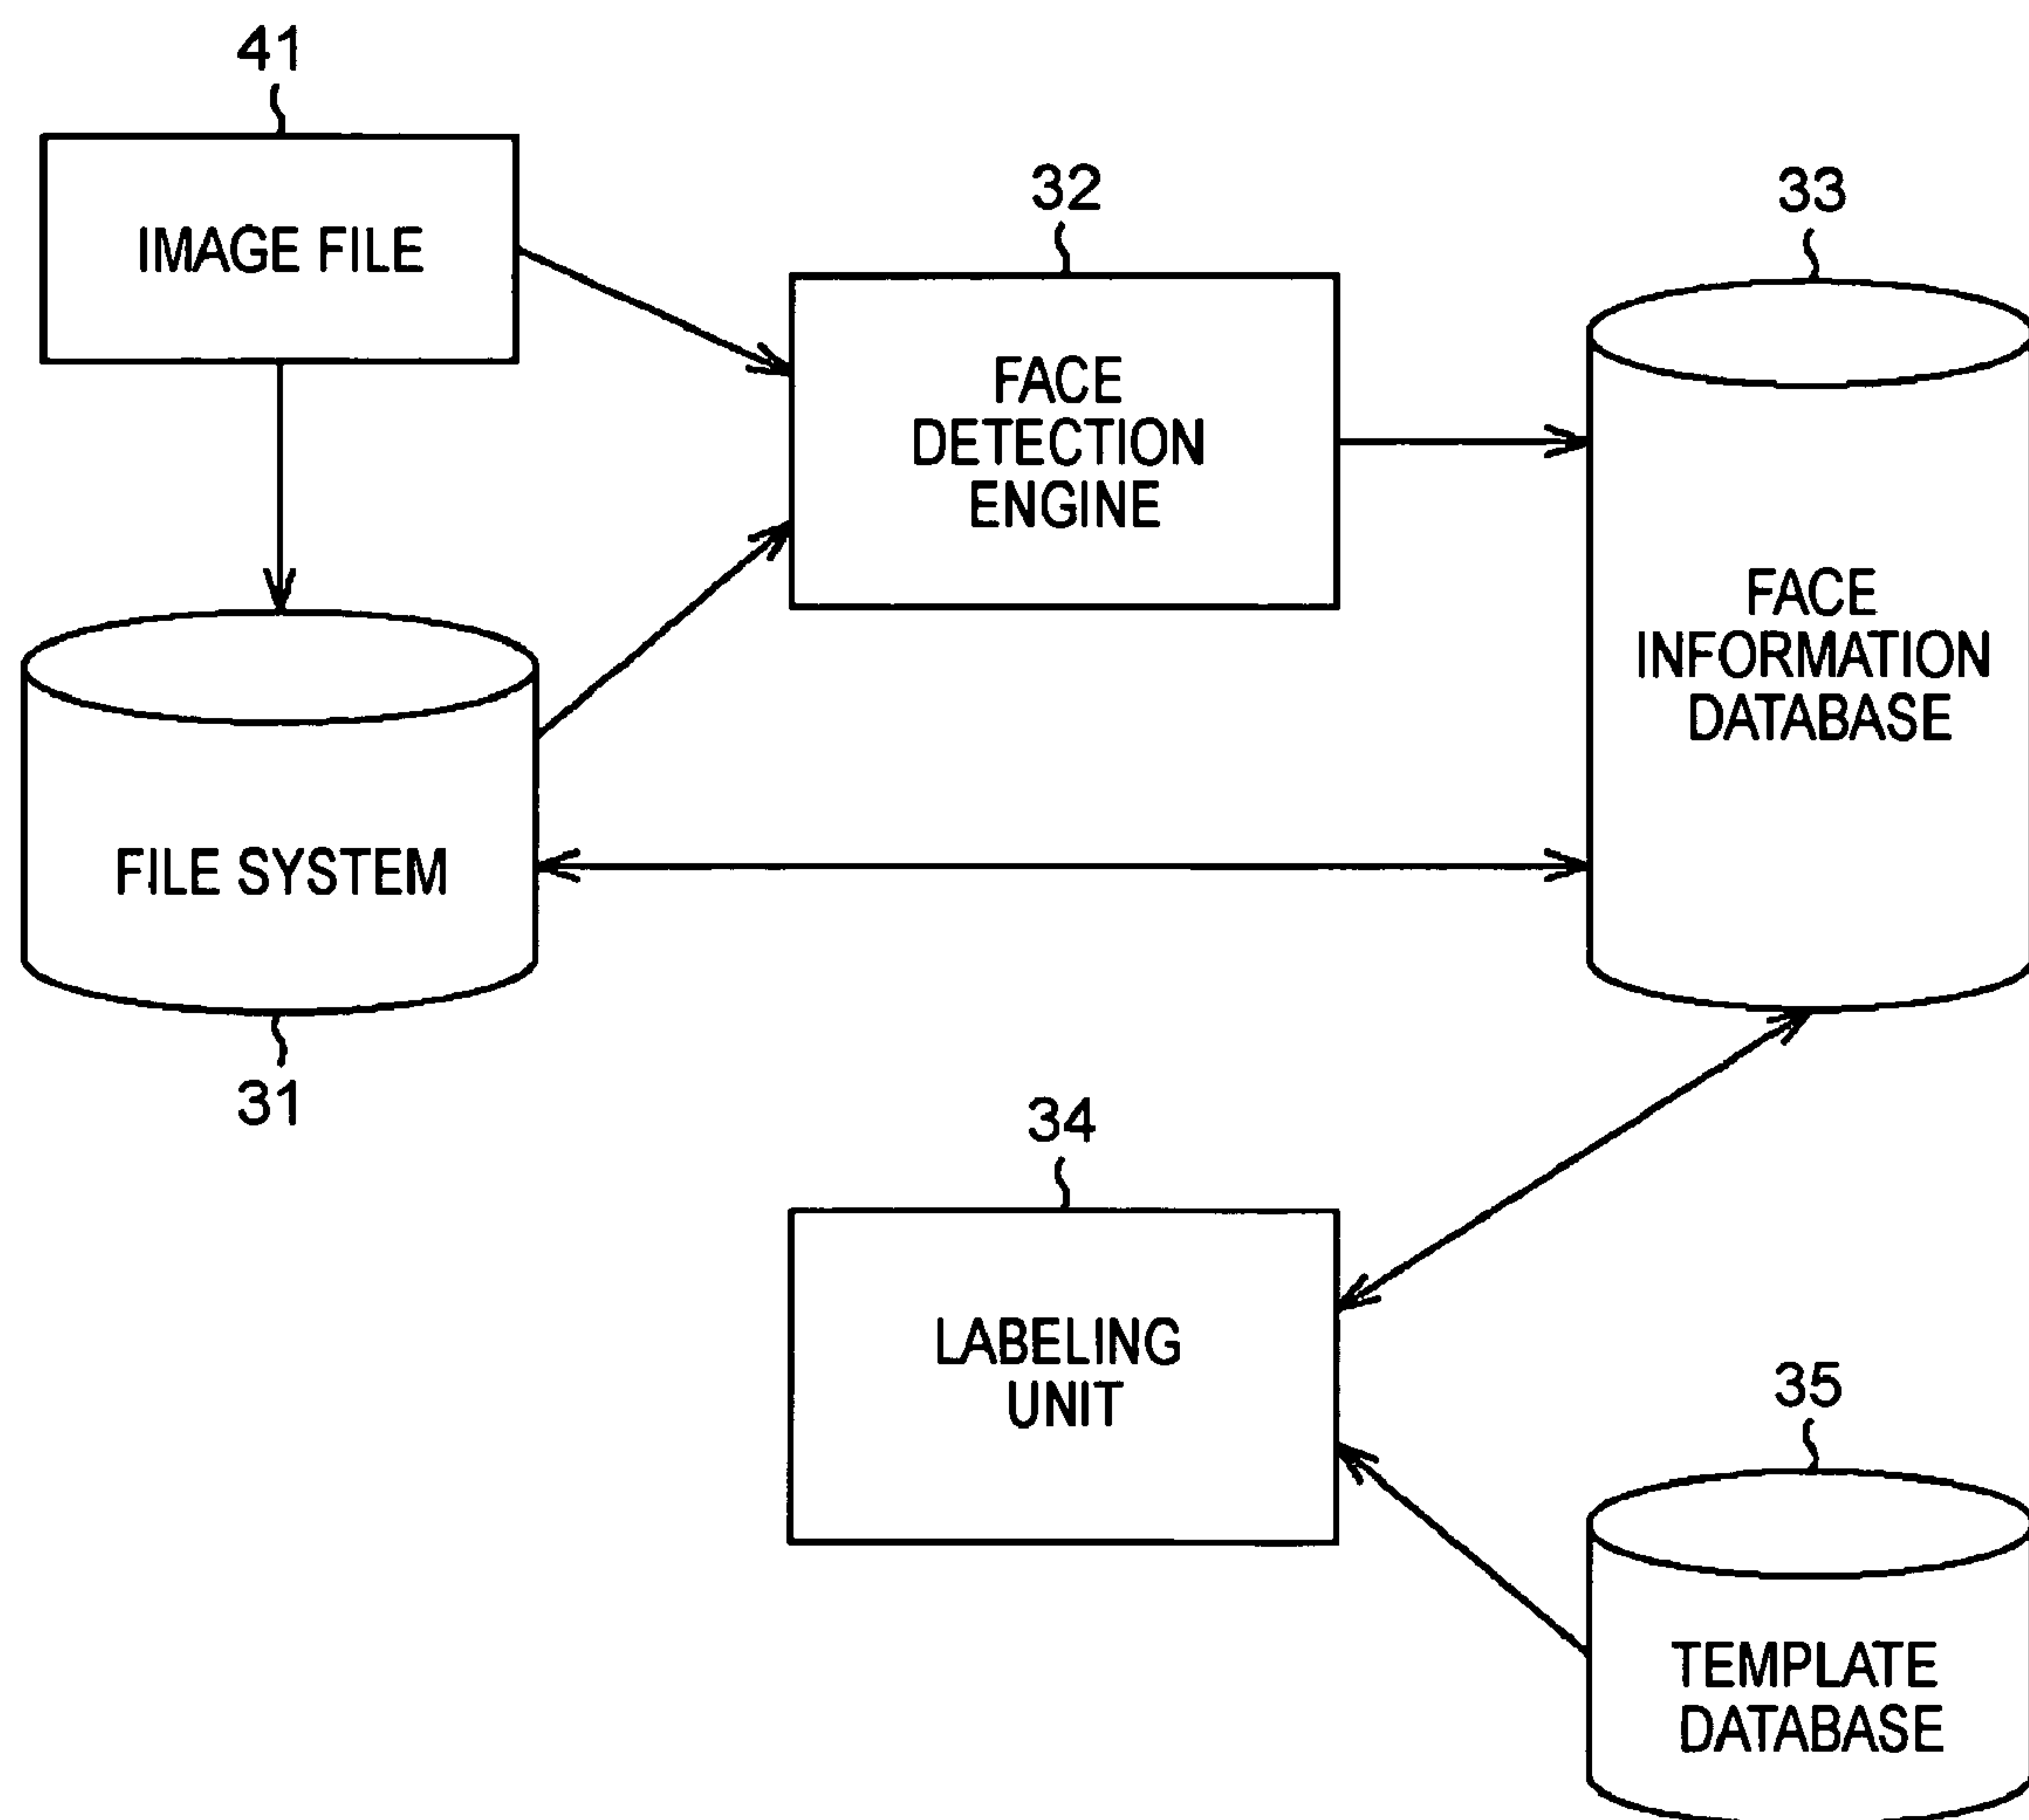 41
IMAGE FILE
32
FACE
DETECTION
ENGINE
33
FACE
INFORMATION
DATABASE
FILE SYSTEM
31
34
LABELING
UNIT
35
TEMPLATE
DATABASE